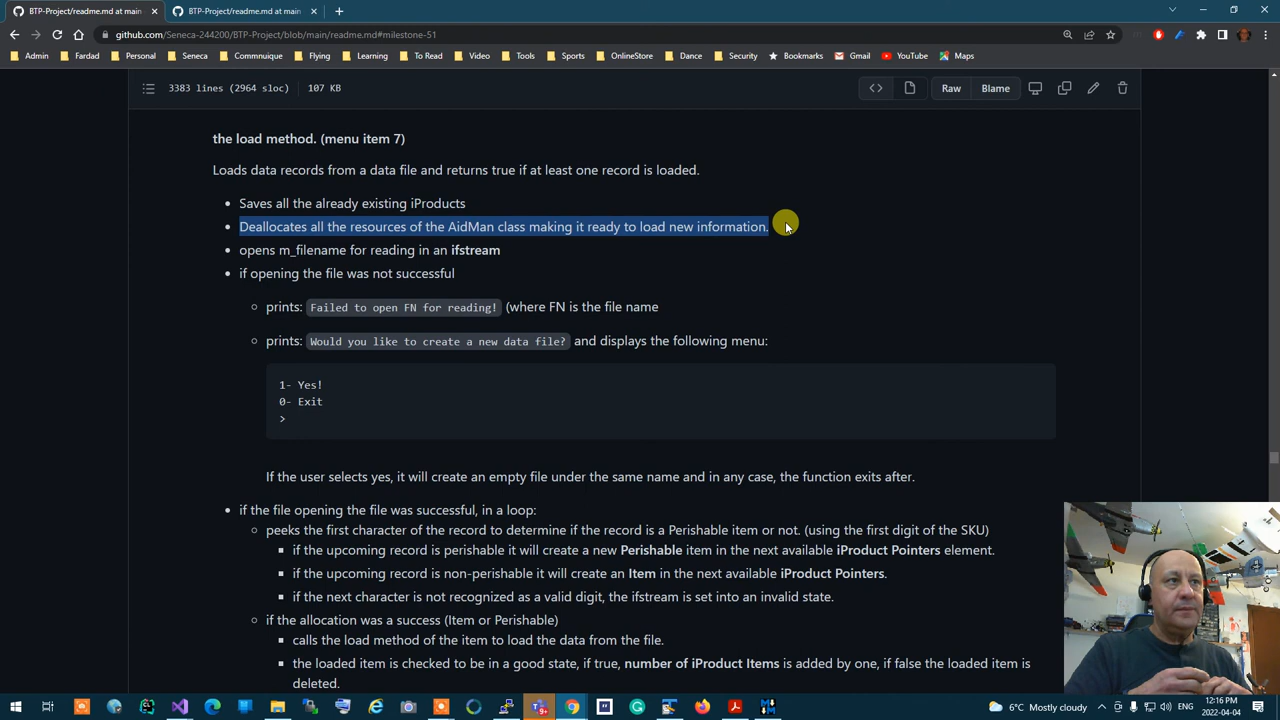 BTP-Project/readme.md at main
BTP-Project/readme.md at main
github.com/Seneca-244200/BTP-Project/blob/main/readme.md#milestone-51
Admin Fardad Personal Seneca Commnuique Flying Learning To Read Video Tools Sports OnlineStore Dance Security Bookmarks Gmail YouTube Maps
3383 lines (2964 sloc) 107 KB
Raw Blame
the load method. (menu item 7)
Loads data records from a data file and returns true if at least one record is loaded.
Saves all the already existing iProducts
Deallocates all the resources of the AidMan class making it ready to load new information.
opens m_filename for reading in an ifstream
if opening the file was not successful
prints: Failed to open FN for reading! (where FN is the file name
prints: Would you like to create a new data file? and displays the following menu:
1- Yes!
0- Exit
>
If the user selects yes, it will create an empty file under the same name and in any case, the function exits after.
if the file opening the file was successful, in a loop:
peeks the first character of the record to determine if the record is a Perishable item or not. (using the first digit of the SKU)
if the upcoming record is perishable it will create a new Perishable item in the next available iProduct Pointers element.
if the upcoming record is non-perishable it will create an Item in the next available iProduct Pointers.
if the next character is not recognized as a valid digit, the ifstream is set into an invalid state.
if the allocation was a success (Item or Perishable)
calls the load method of the item to load the data from the file.
the loaded item is checked to be in a good state, if true, number of iProduct Items is added by one, if false the loaded item is
deleted.
6°C Mostly cloudy
12:16 PM
2022-04-04